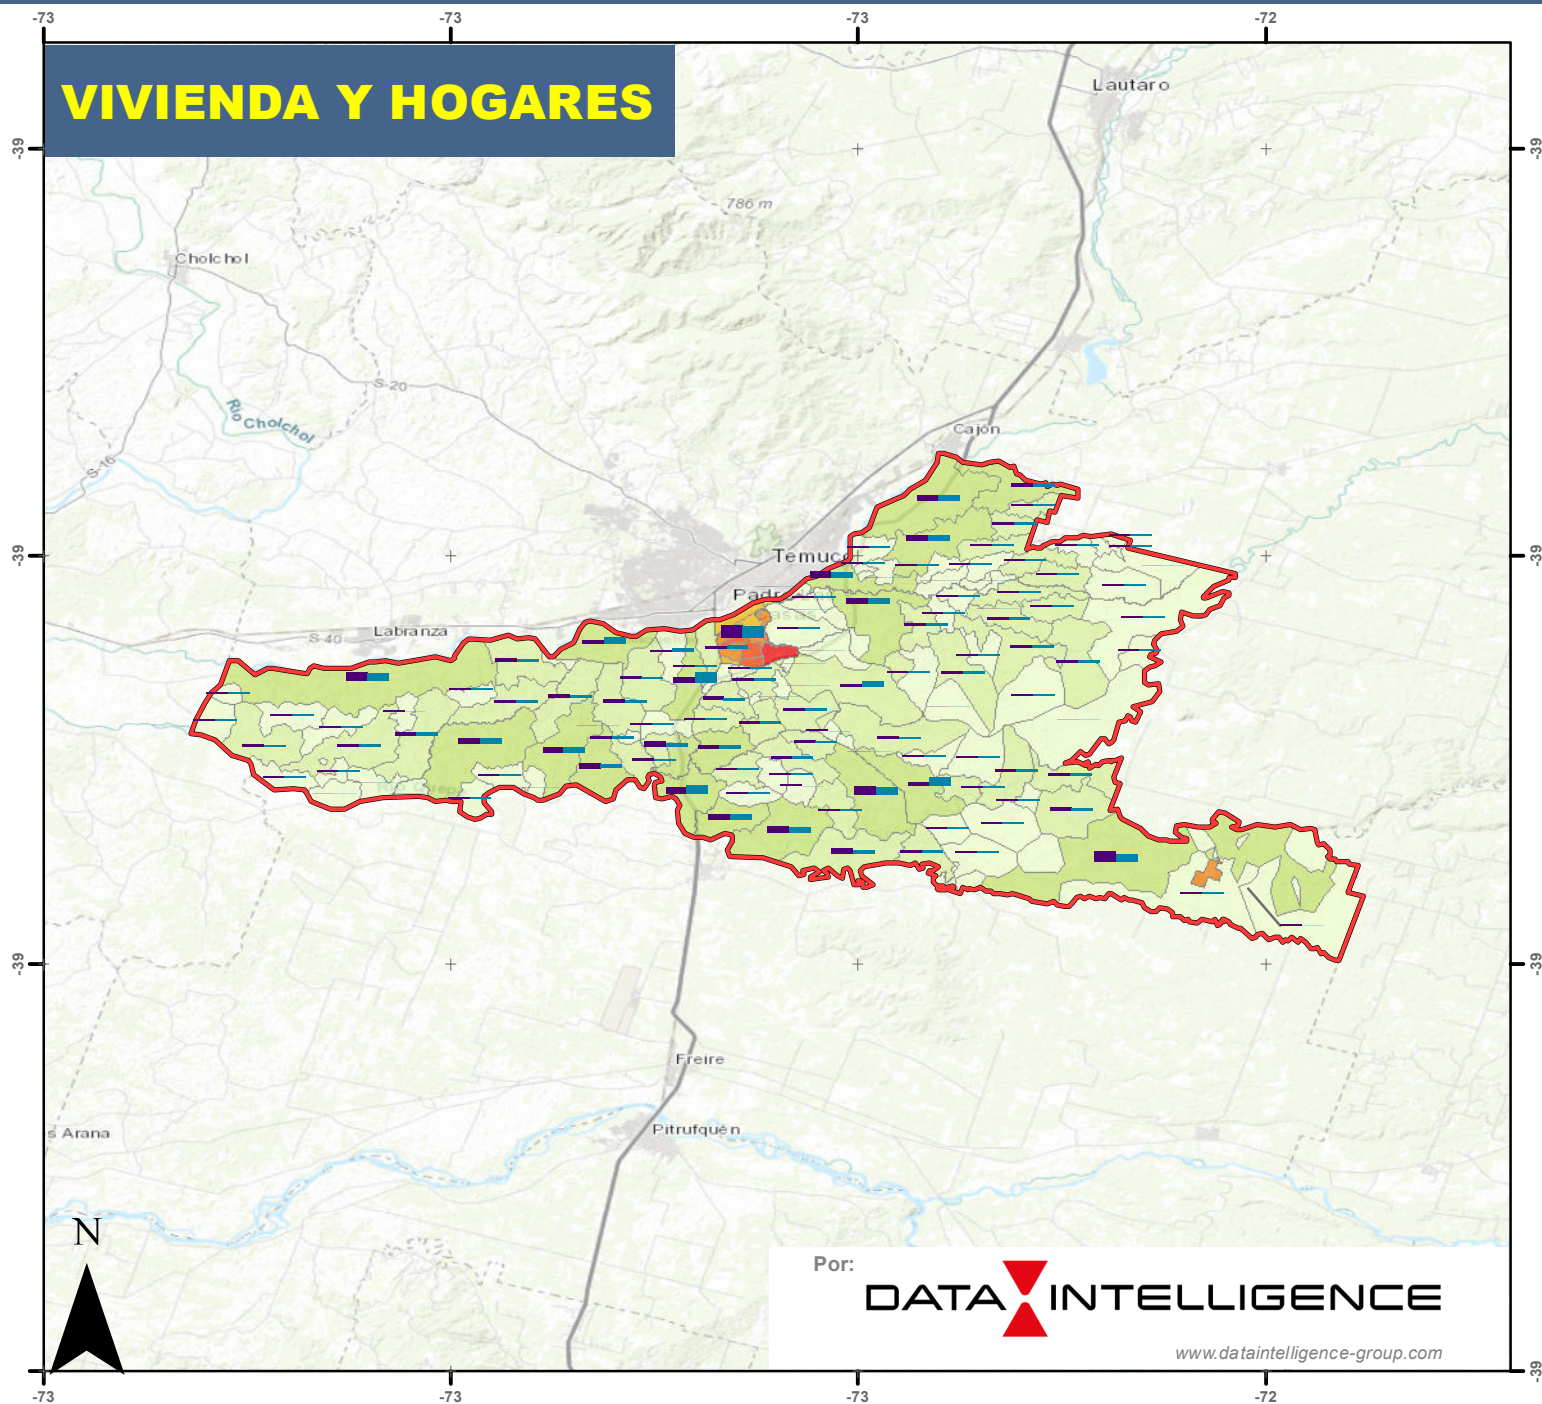 -73
-73
-73
-72
VIVIENDA Y HOGARES
Lautaro
-39
-39
786 m
Cholchol
S-20
Río Cholchol
Cajón
S-16
-39
-39
Temuco
Padre
S-40
Labranza
-39
-39
Freire
s Arana
Pitrufquén
N
Por:
DATA INTELLIGENCE
www.dataintelligence-group.com
-39
-73
-73
-73
-72